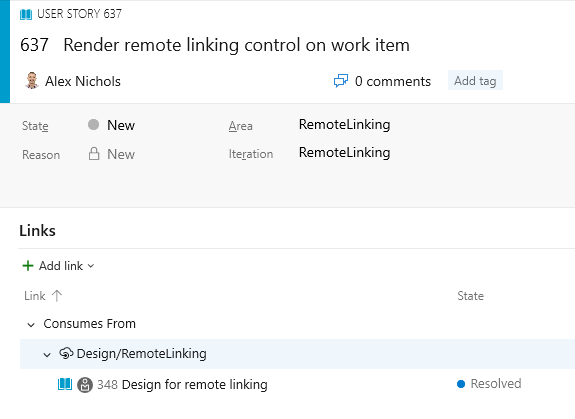 USER STORY 637
637 Render remote linking control on work item
Alex Nichols 0 comments Add tag
State New Area RemoteLinking
Reason New Iteration RemoteLinking
Links
+ Add link
Link ↑ State
Consumes From
Design/RemoteLinking
348 Design for remote linking Resolved